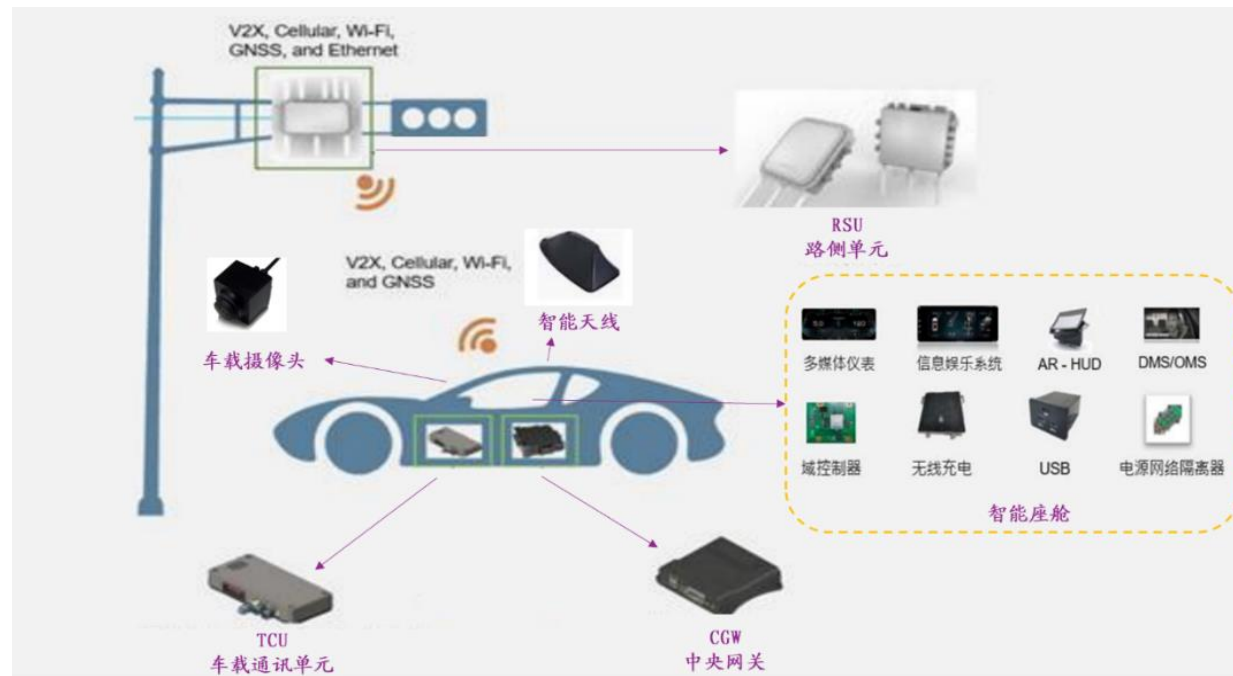 V2X, Cellular, Wi-Fi,
GNSS, and Ethernet
RSU
路侧单元
V2X, Cellular, Wi-Fi,
and GNSS
智能天线
车载摄像头
多媒体仪表
信息娱乐系统
AR - HUD
DMS/OMS
域控制器
无线充电
USB
电源网络隔离器
智能座舱
TCU
车载通讯单元
CGW
中央网关